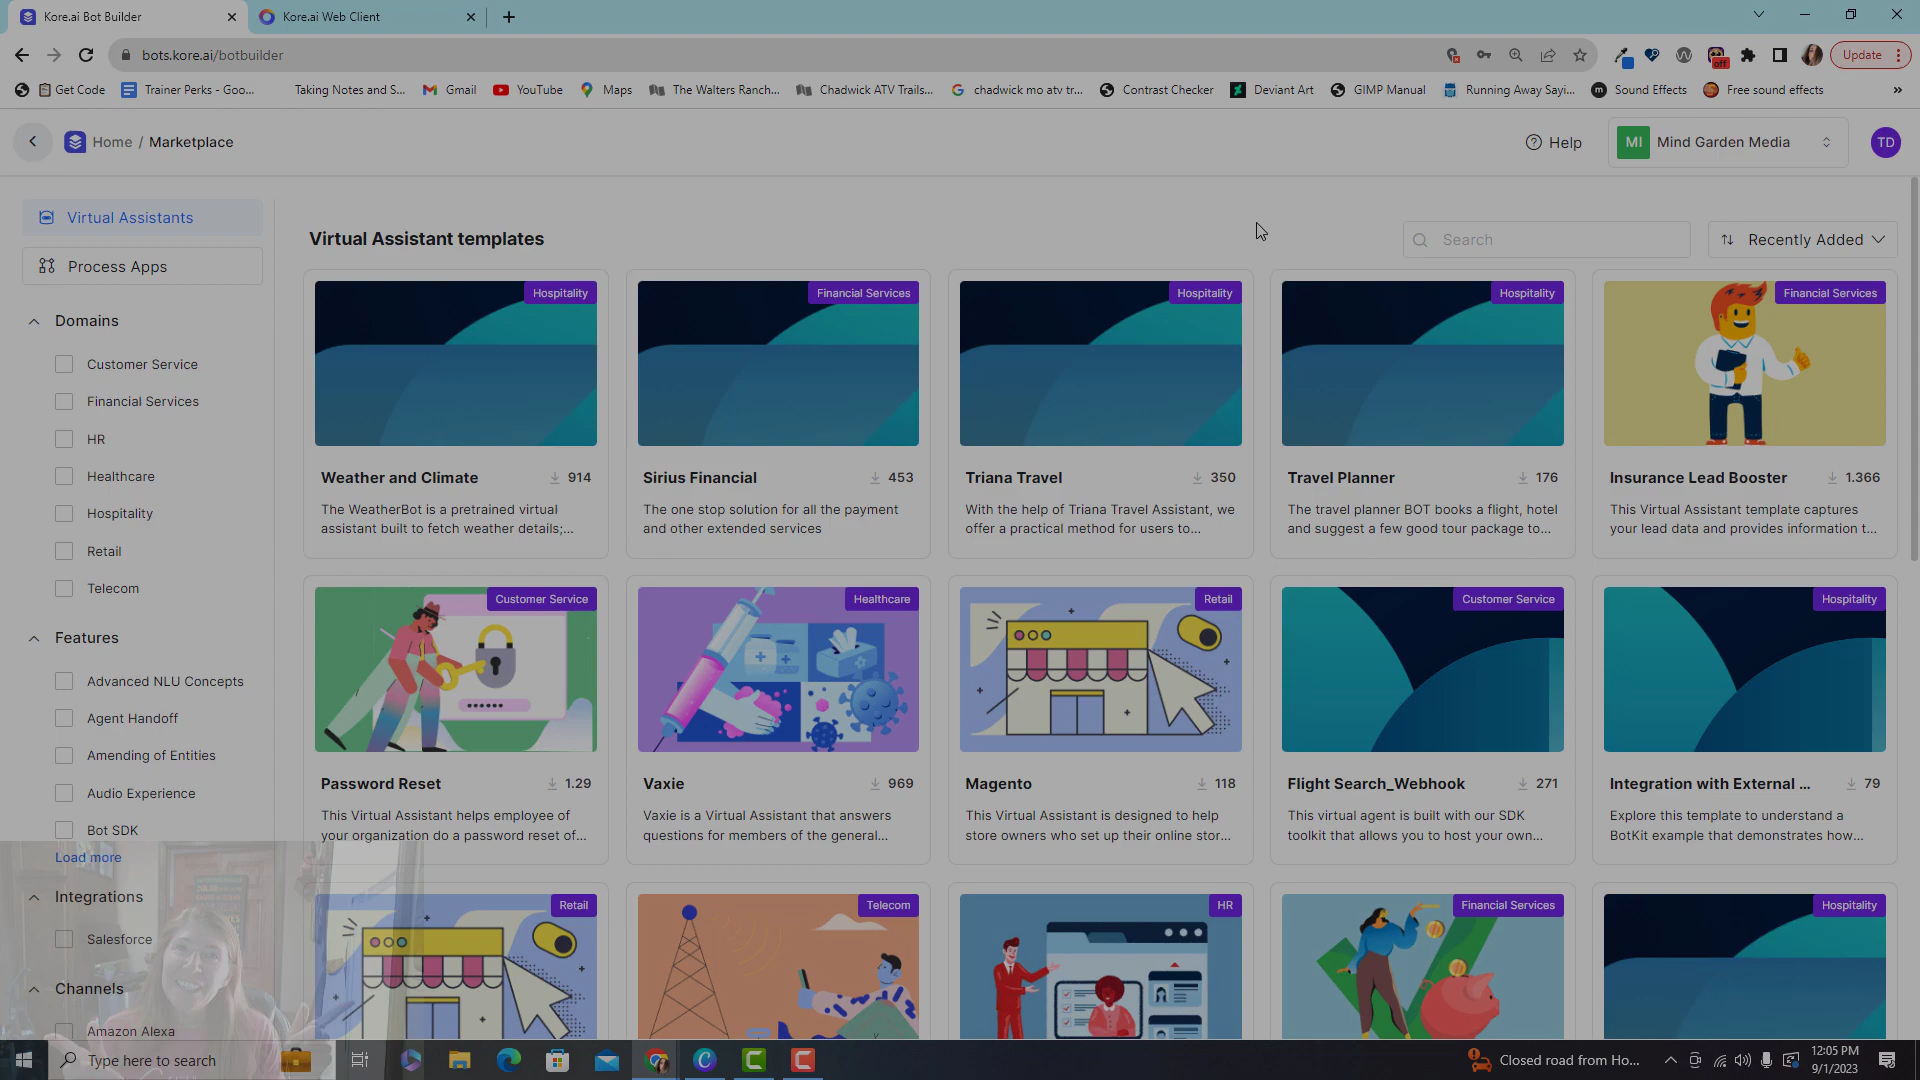 Kore.ai Bot Builder
Kore.ai Web Client
bots.kore.ai/botbuilder
Update
Get Code
Trainer Perks - Goo...
Taking Notes and S...
Gmail
YouTube
Maps
The Walters Ranch...
Chadwick ATV Trails...
chadwick mo atv tr...
Contrast Checker
Deviant Art
GIMP Manual
Running Away Sayi...
Sound Effects
Free sound effects
Home / Marketplace
Help
MI Mind Garden Media
TD
Virtual Assistants
Process Apps
Domains
Customer Service
Financial Services
HR
Healthcare
Hospitality
Retail
Telecom
Features
Advanced NLU Concepts
Agent Handoff
Amending of Entities
Audio Experience
Bot SDK
Load more
Integrations
Salesforce
Channels
Amazon Alexa
Virtual Assistant templates
Search
Recently Added
Hospitality
Weather and Climate 914
The WeatherBot is a pretrained virtual
assistant built to fetch weather details;...
Financial Services
Sirius Financial 453
The one stop solution for all the payment
and other extended services
Hospitality
Triana Travel 350
With the help of Triana Travel Assistant, we
offer a practical method for users to...
Hospitality
Travel Planner 176
The travel planner BOT books a flight, hotel
and suggest a few good tour package to...
Financial Services
Insurance Lead Booster 1.366
This Virtual Assistant template captures
your lead data and provides information t...
Customer Service
Password Reset 1.29
This Virtual Assistant helps employee of
your organization do a password reset of...
Healthcare
Vaxie 969
Vaxie is a Virtual Assistant that answers
questions for members of the general...
Retail
Magento 118
This Virtual Assistant is designed to help
store owners who set up their online stor...
Customer Service
Flight Search_Webhook 271
This virtual agent is built with our SDK
toolkit that allows you to host your own...
Hospitality
Integration with External ... 79
Explore this template to understand a
BotKit example that demonstrates how...
Retail
Telecom
HR
Financial Services
Hospitality
Type here to search
Closed road from Ho...
12:05 PM
9/1/2023